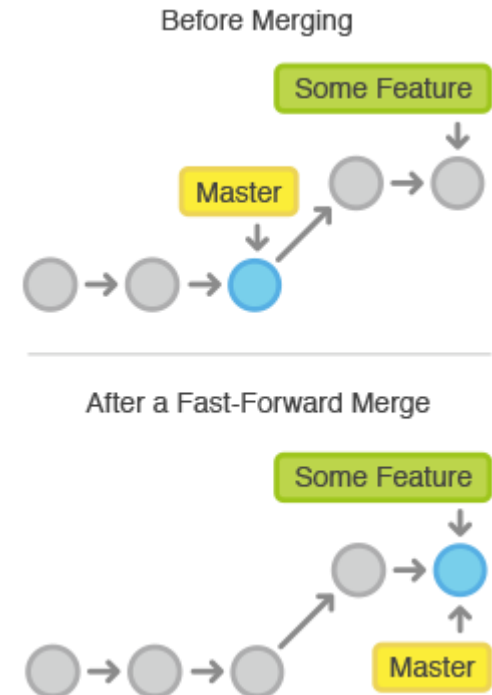 Before Merging
Some Feature
Master
After a Fast-Forward Merge
Some Feature
Master